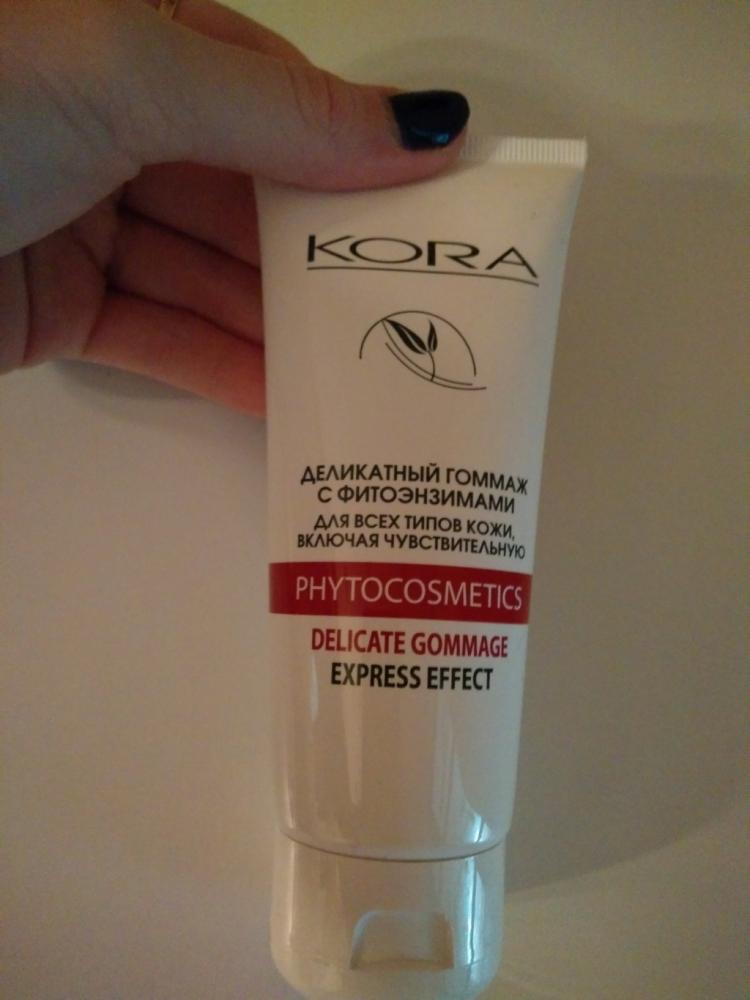 KORA
ДЕЛИКАТНЫЙ ГОММАЖ
С ФИТОЭНЗИМАМИ
ДЛЯ ВСЕХ ТИПОВ КОЖИ,
ВКЛЮЧАЯ ЧУВСТВИТЕЛЬНУЮ
PHYTOCOSMETICS
DELICATE GOMMAGE
EXPRESS EFFECT